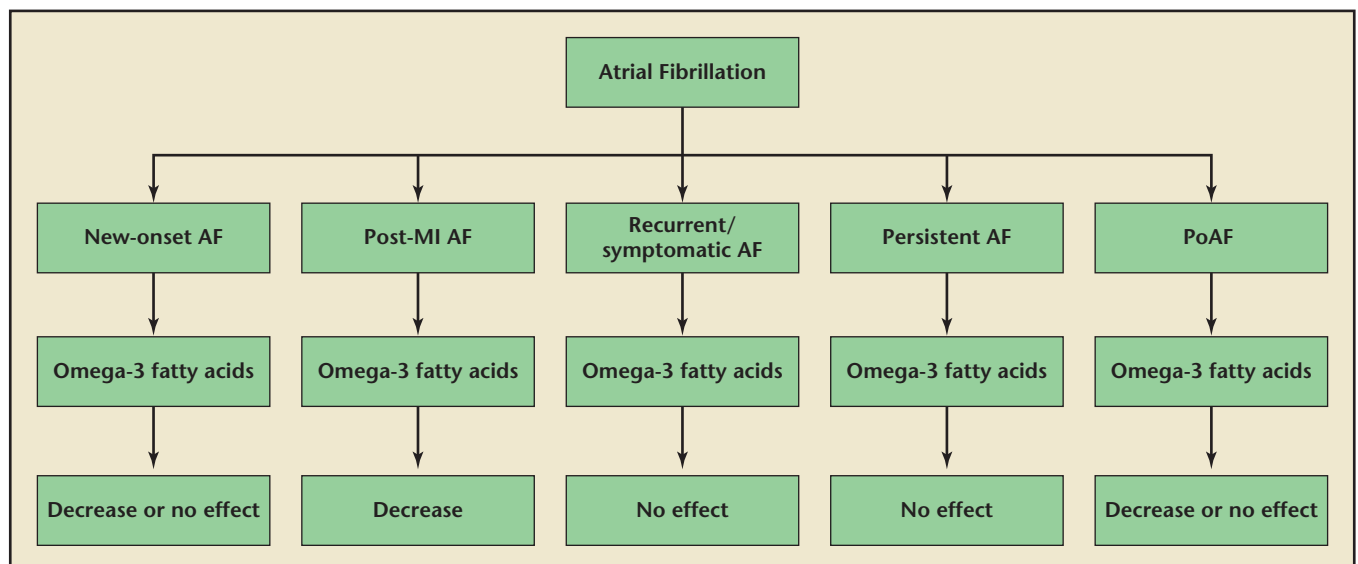 Atrial Fibrillation
New-onset AF
Post-MI AF
Recurrent/
symptomatic AF
Persistent AF
PoAF
Omega-3 fatty acids
Omega-3 fatty acids
Omega-3 fatty acids
Omega-3 fatty acids
Omega-3 fatty acids
Decrease or no effect
Decrease
No effect
No effect
Decrease or no effect